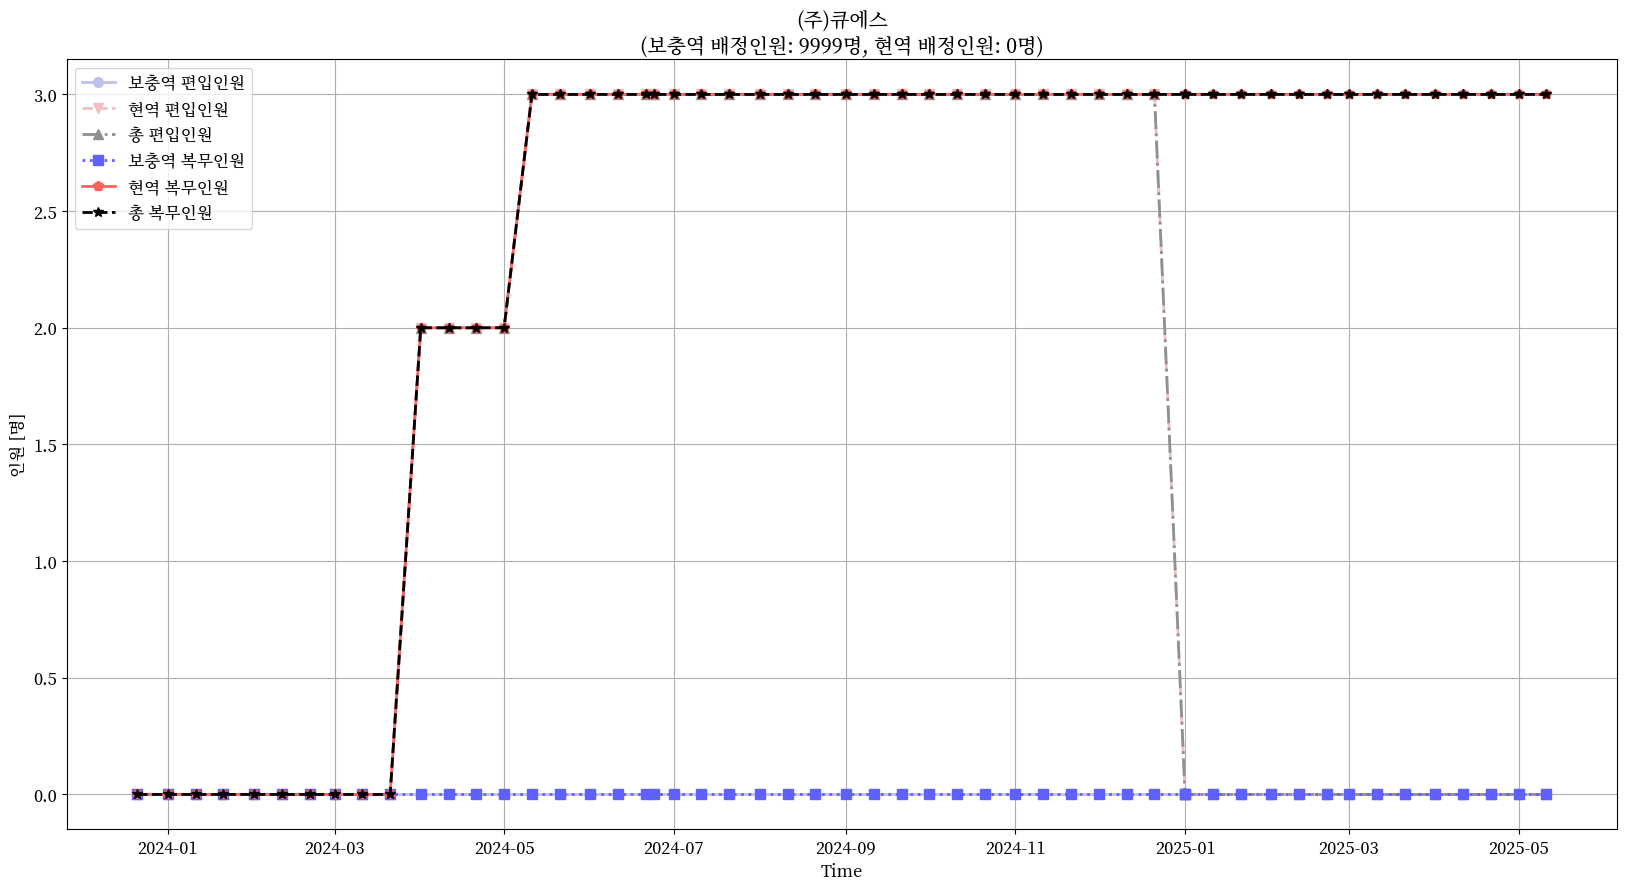 (주)큐에스
(보충역 배정인원: 9999명, 현역 배정인원: 0명)
보충역 편입인원
현역 편입인원
총 편입인원
보충역 복무인원
현역 복무인원
총 복무인원
3.0
2.5
2.0
1.5
1.0
0.5
0.0
인원 [명]
2024-01
2024-03
2024-05
2024-07
2024-09
2024-11
2025-01
2025-03
2025-05
Time